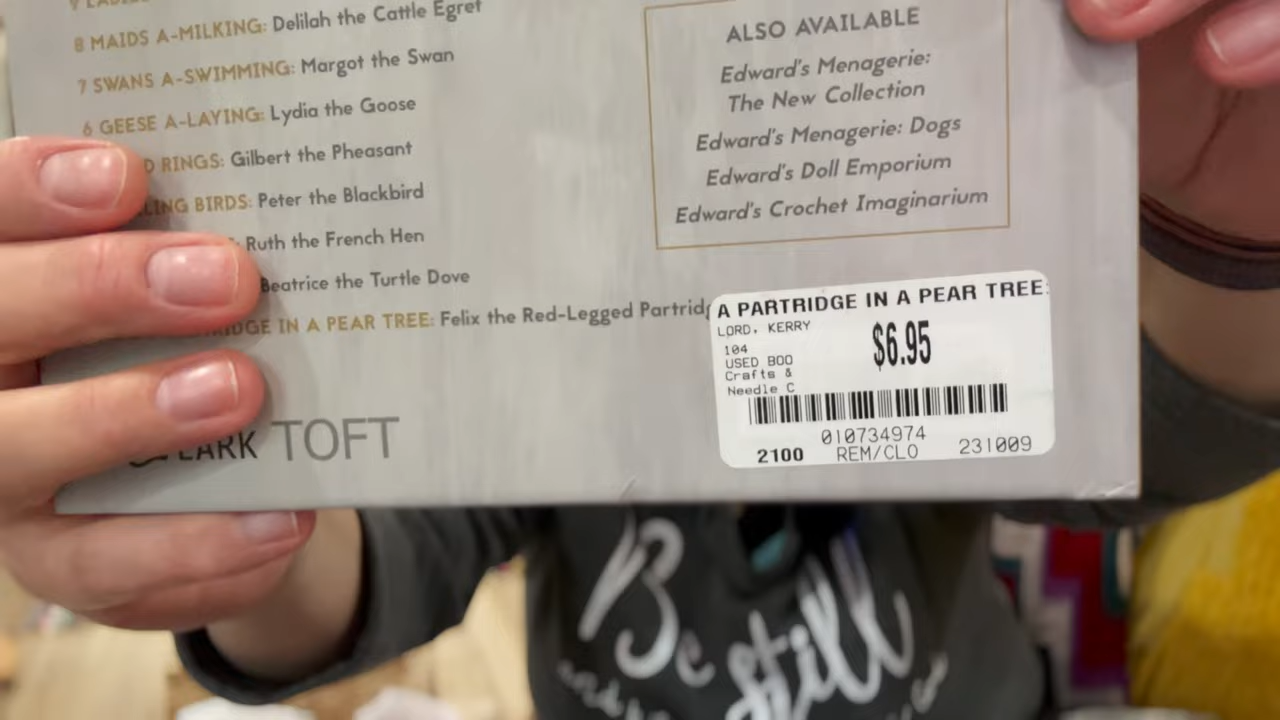 8 MAIDS A-MILKING: Delilah the Cattle Egret
7 SWANS A-SWIMMING: Margot the Swan
6 GEESE A-LAYING: Lydia the Goose
D RINGS: Gilbert the Pheasant
LING BIRDS: Peter the Blackbird
: Ruth the French Hen
Beatrice the Turtle Dove
IDGE IN A PEAR TREE: Felix the Red-Legged Partridg
LARK TOFT
ALSO AVAILABLE
Edward's Menagerie:
The New Collection
Edward's Menagerie: Dogs
Edward's Doll Emporium
Edward's Crochet Imaginarium
A PARTRIDGE IN A PEAR TREE:
LORD, KERRY
$6.95
104
USED BOO
Crafts &
Needle C
010734974
2100 REM/CLO 231009
Be
still
and